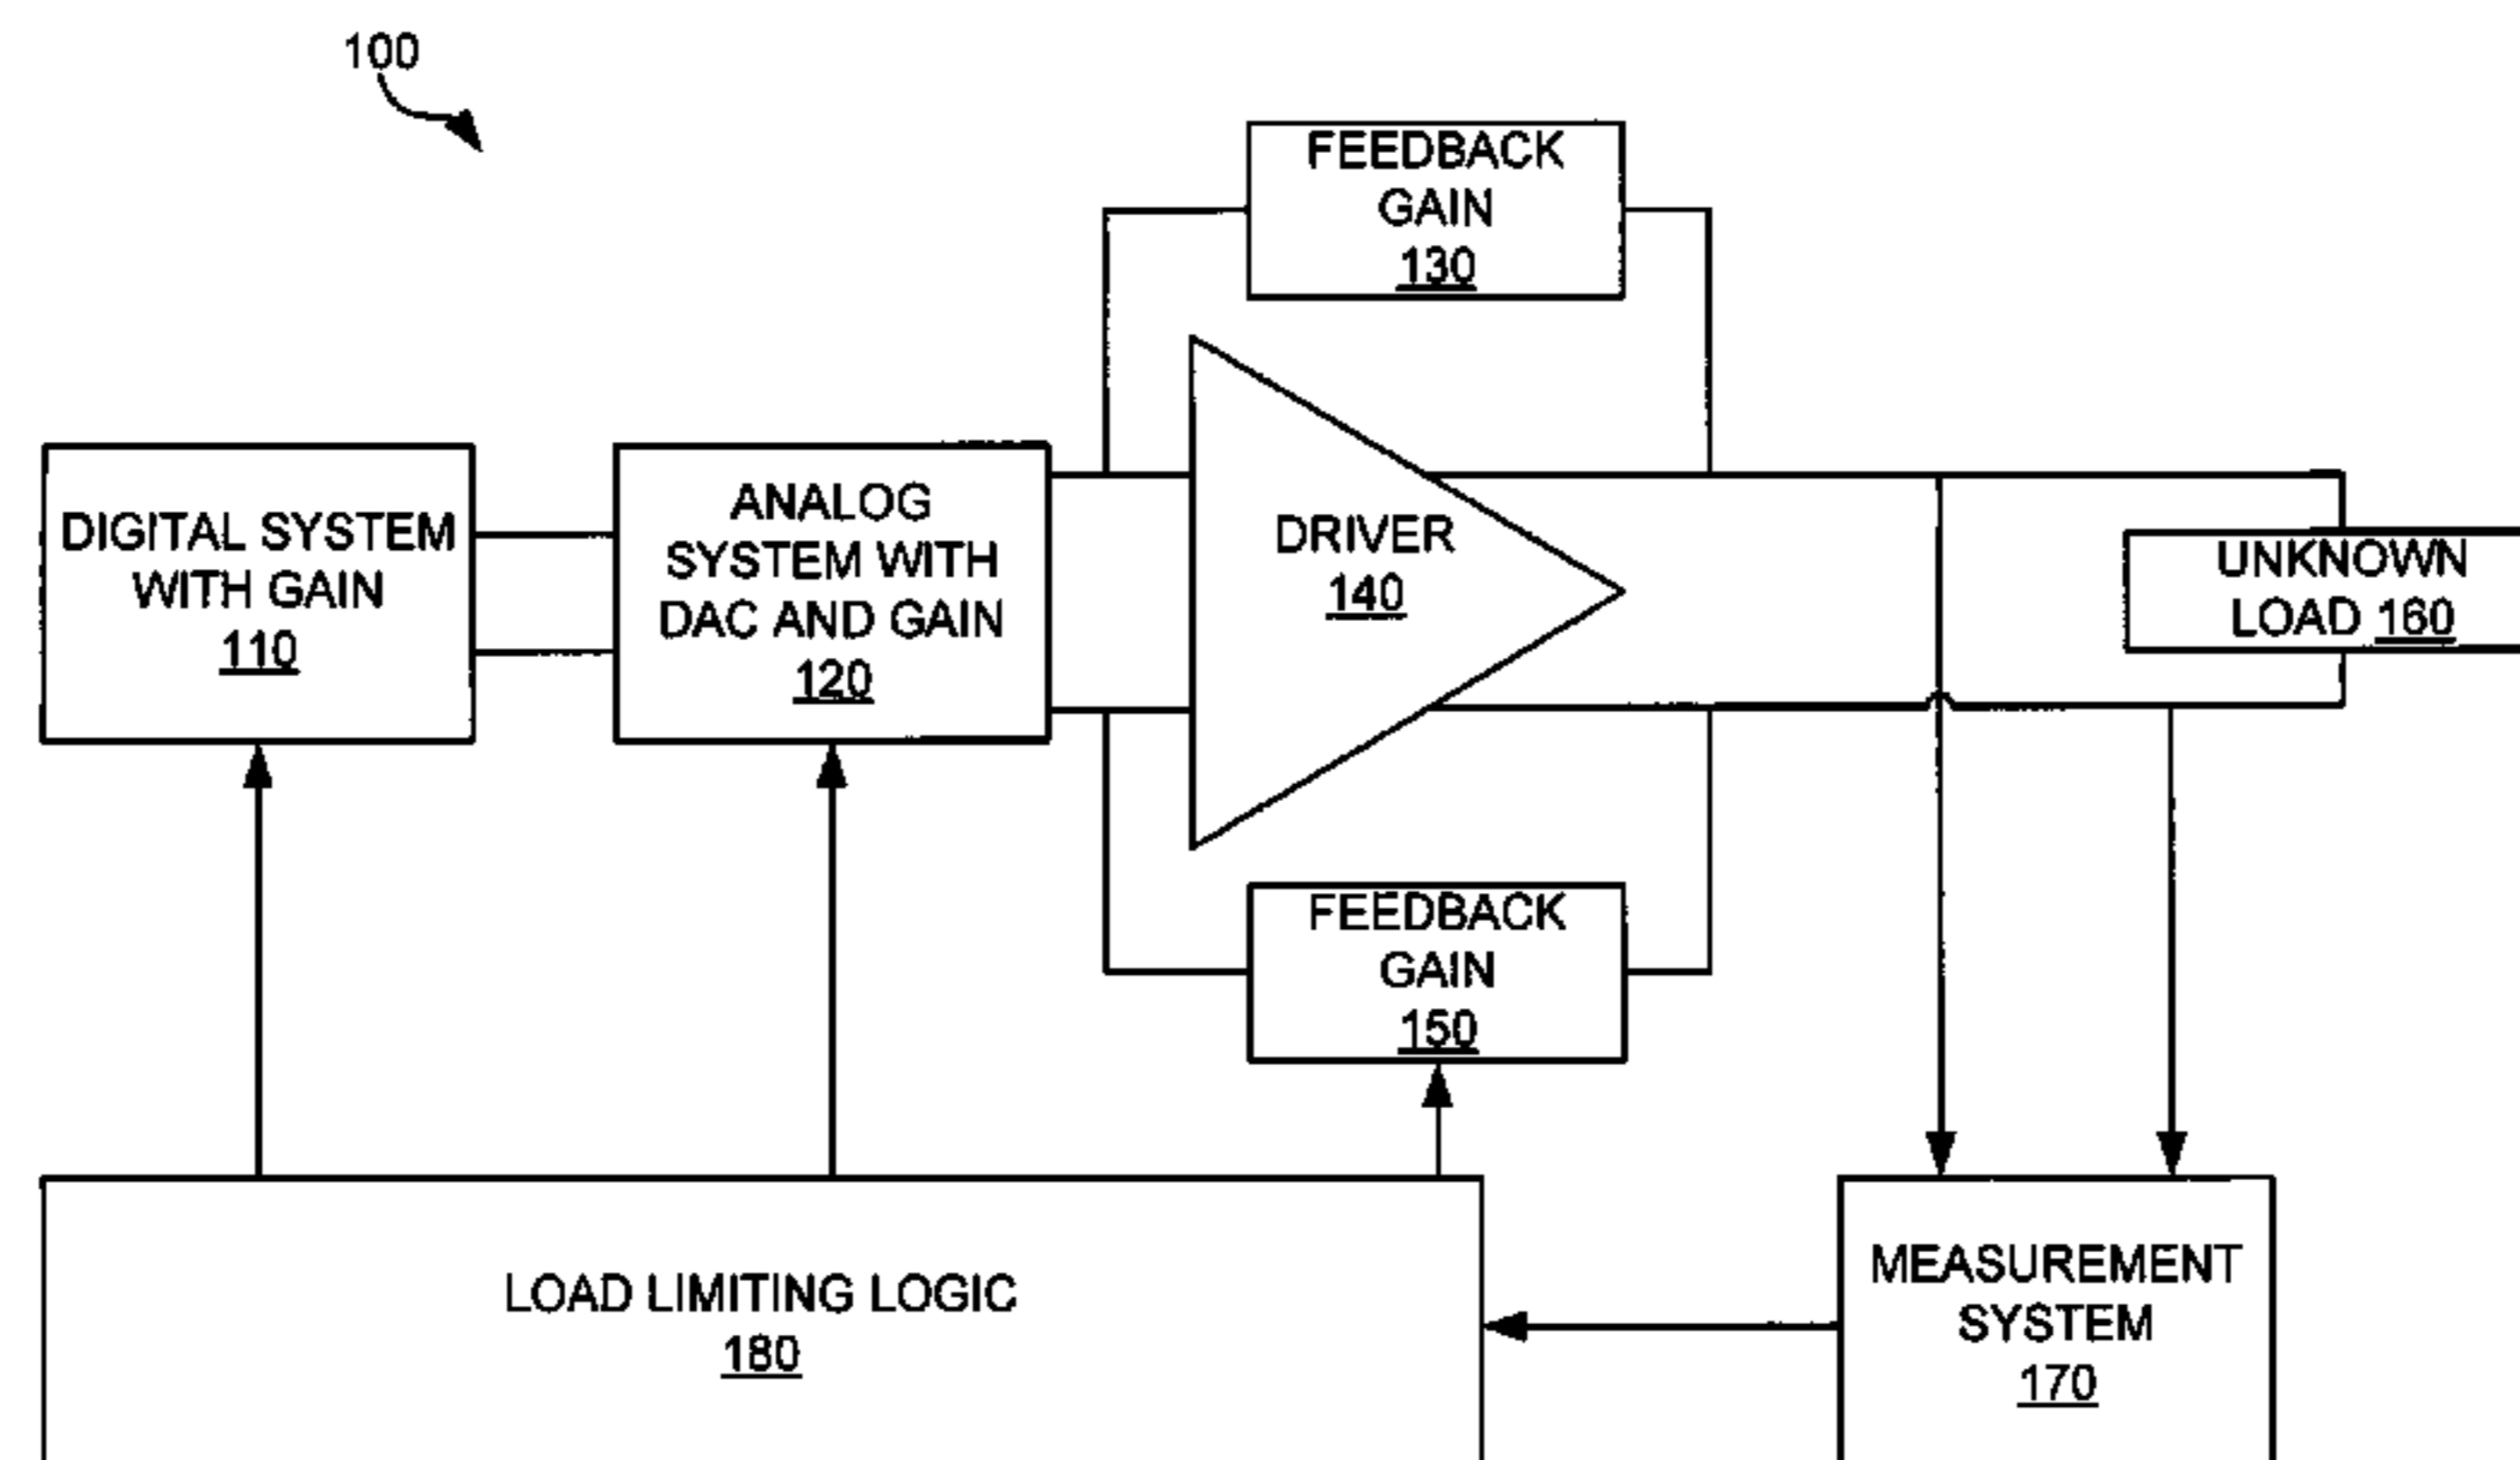 100
FEEDBACK
GAIN
130
DIGITAL SYSTEM
WITH GAIN
110
ANALOG
SYSTEM WITH
DAC AND GAIN
120
DRIVER
140
UNKNOWN
LOAD 160
FEEDBACK
GAIN
150
LOAD LIMITING LOGIC
180
MEASUREMENT
SYSTEM
170